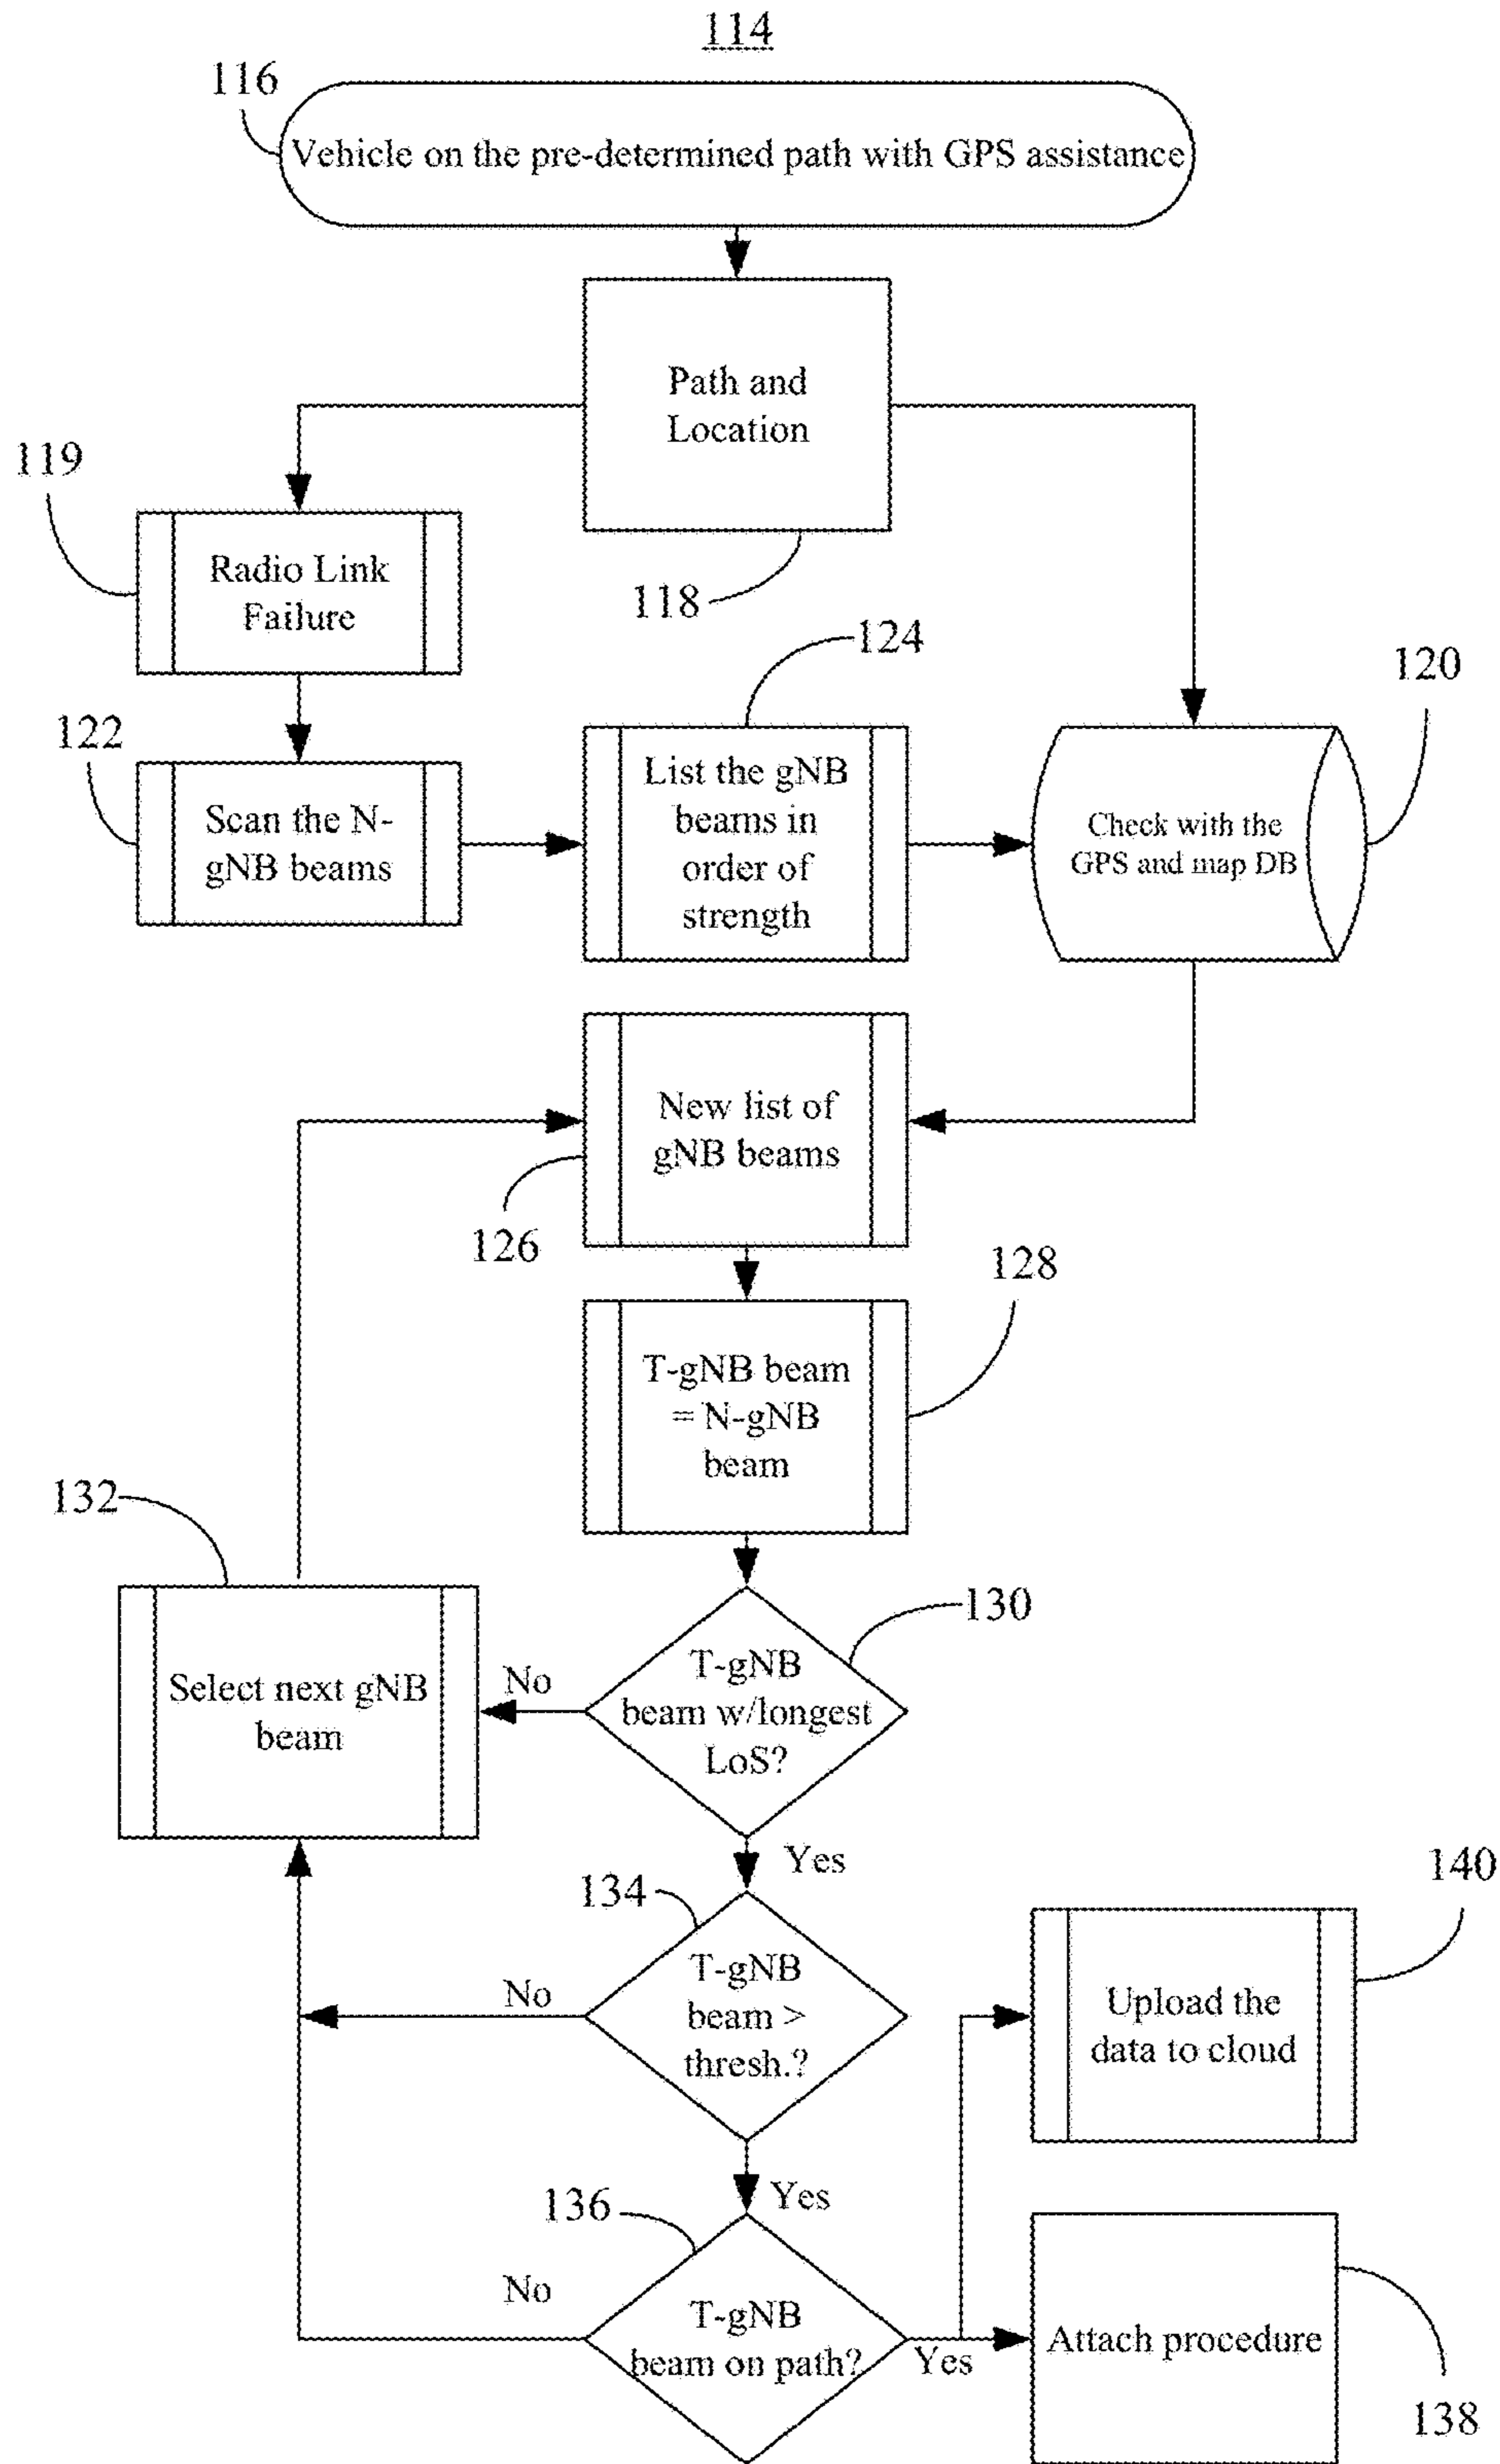 114
116
Vehicle on the pre-determined path with GPS assistance
Path and
Location
118
119
Radio Link
Failure
124
120
122
Scan the N-
gNB beams
List the gNB
beams in
order of
strength
Check with the
GPS and map DB
New list of
gNB beams
126
128
T-gNB beam
= N-gNB
beam
132
130
Select next gNB
beam
No
T-gNB
beam w/longest
LoS?
Yes
134
140
No
T-gNB
beam >
thresh.?
Upload the
data to cloud
Yes
136
No
T-gNB
beam on path?
Yes
Attach procedure
138